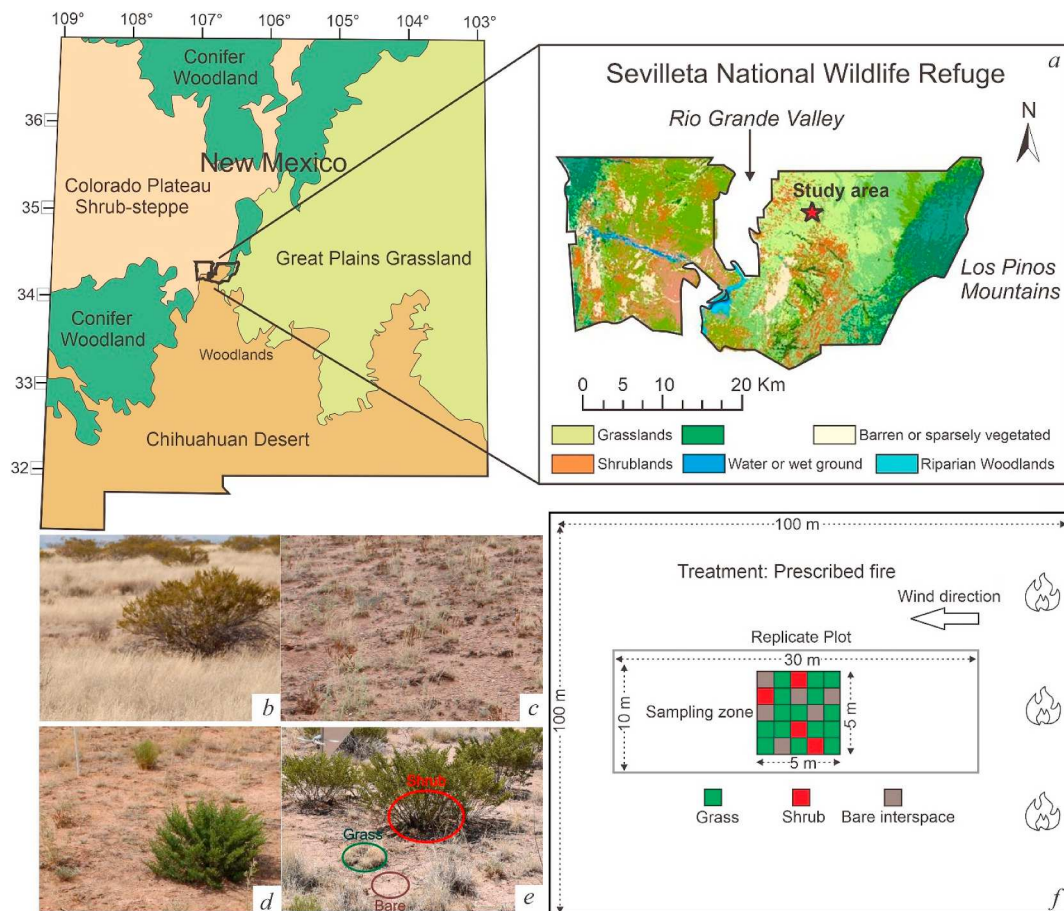 109° 108° 107° 106° 105° 104° 103°
36
35
34
33
32
Conifer
Woodland
New Mexico
Colorado Plateau
Shrub-steppe
Great Plains Grassland
Conifer
Woodland
Woodlands
Chihuahuan Desert
a
Sevilleta National Wildlife Refuge
N
Rio Grande Valley
Study area
Los Pinos
Mountains
0 5 10 20 Km
Grasslands
Barren or sparsely vegetated
Shrublands
Water or wet ground
Riparian Woodlands
b
c
d
Shrub
Grass
Bare
e
100 m
100 m
Treatment: Prescribed fire
Wind direction
Replicate Plot
30 m
10 m
Sampling zone
5 m
5 m
Grass
Shrub
Bare interspace
f